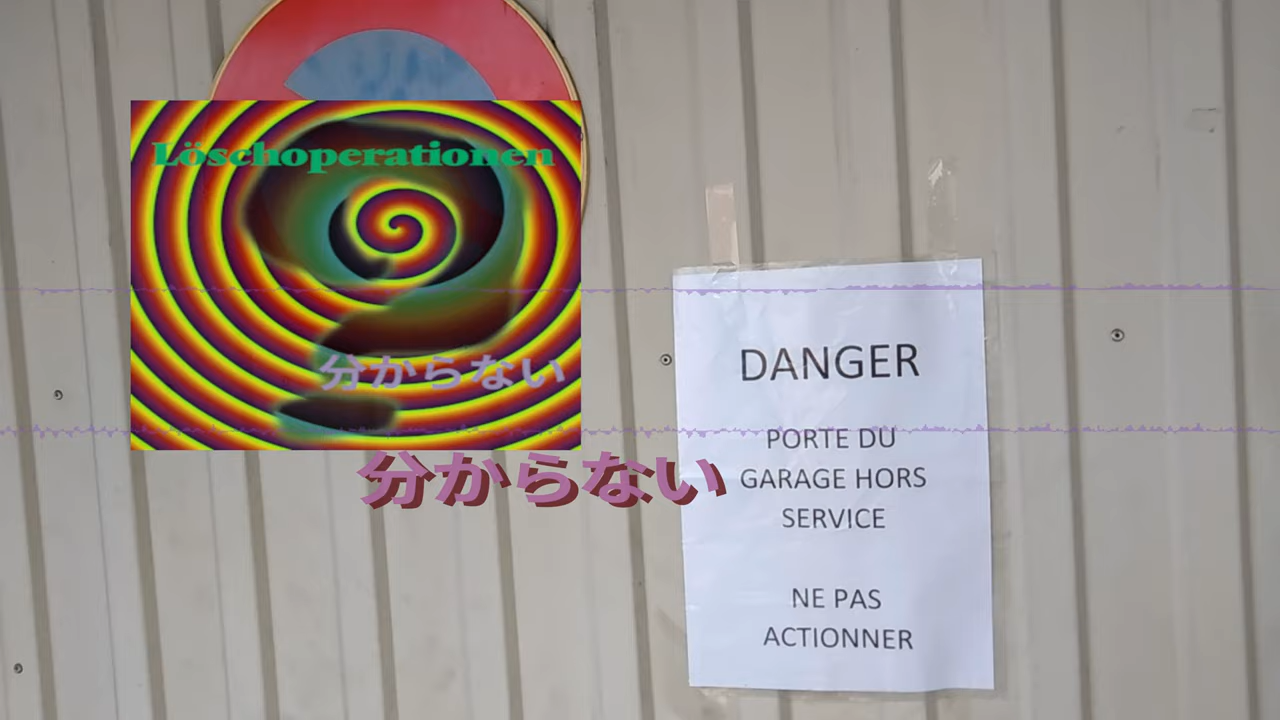 Löschoperationen
分からない
分からない
DANGER
PORTE DU
GARAGE HORS
SERVICE
NE PAS
ACTIONNER